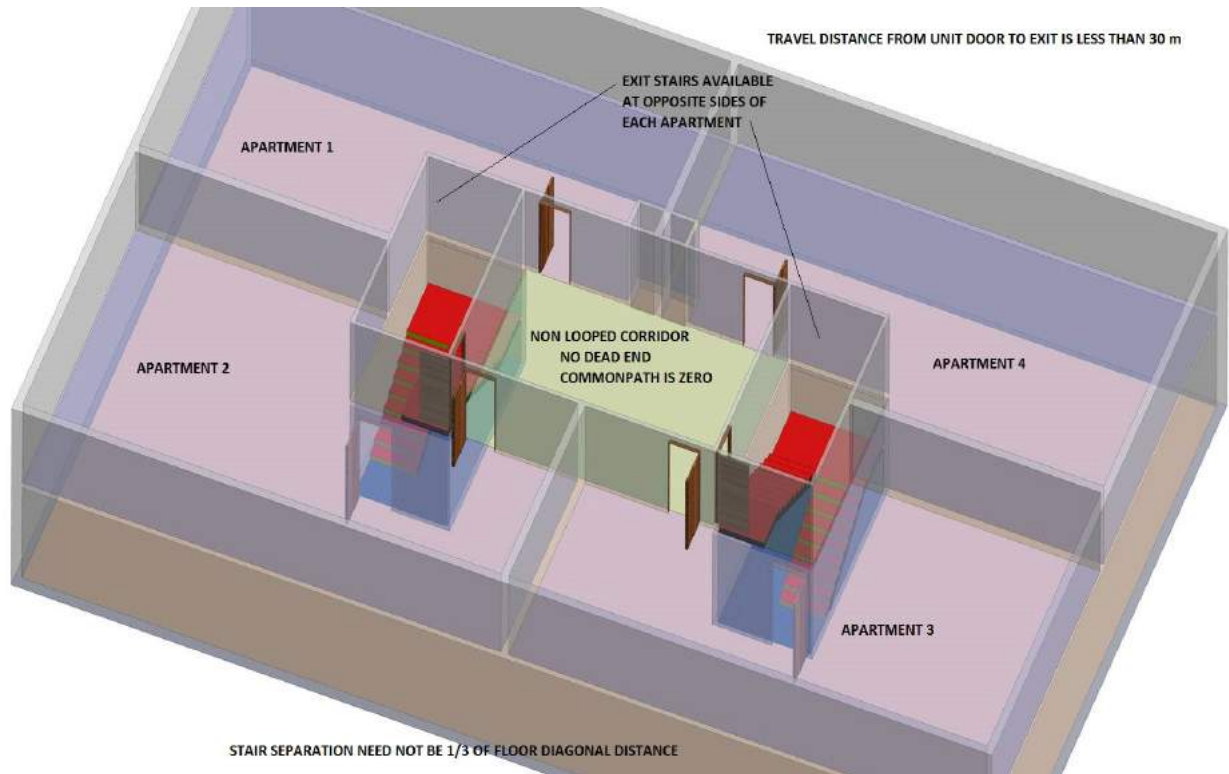 TRAVEL DISTANCE FROM UNIT DOOR TO EXIT IS LESS THAN 30 m
EXIT STAIRS AVAILABLE
AT OPPOSITE SIDES OF
EACH APARTMENT
APARTMENT 1
NON LOOPED CORRIDOR
NO DEAD END
COMMONPATH IS ZERO
APARTMENT 2
APARTMENT 4
APARTMENT 3
STAIR SEPARATION NEED NOT BE 1/3 OF FLOOR DIAGONAL DISTANCE